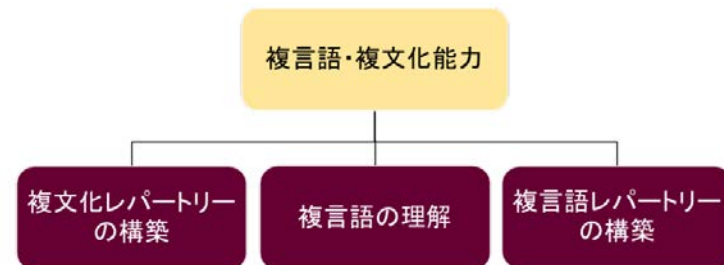 複言語・複文化能力
複文化レパートリー
の構築
複言語の理解
複言語レパートリー
の構築